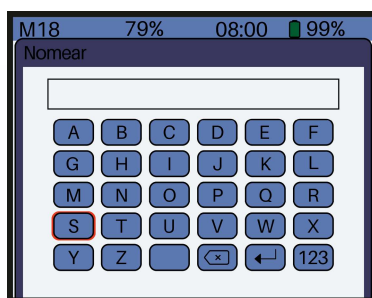 M18 79% 08:00 99%
Nomear
A B C D E F
G H I J K L
M N O P Q R
S T U V W X
Y Z 123